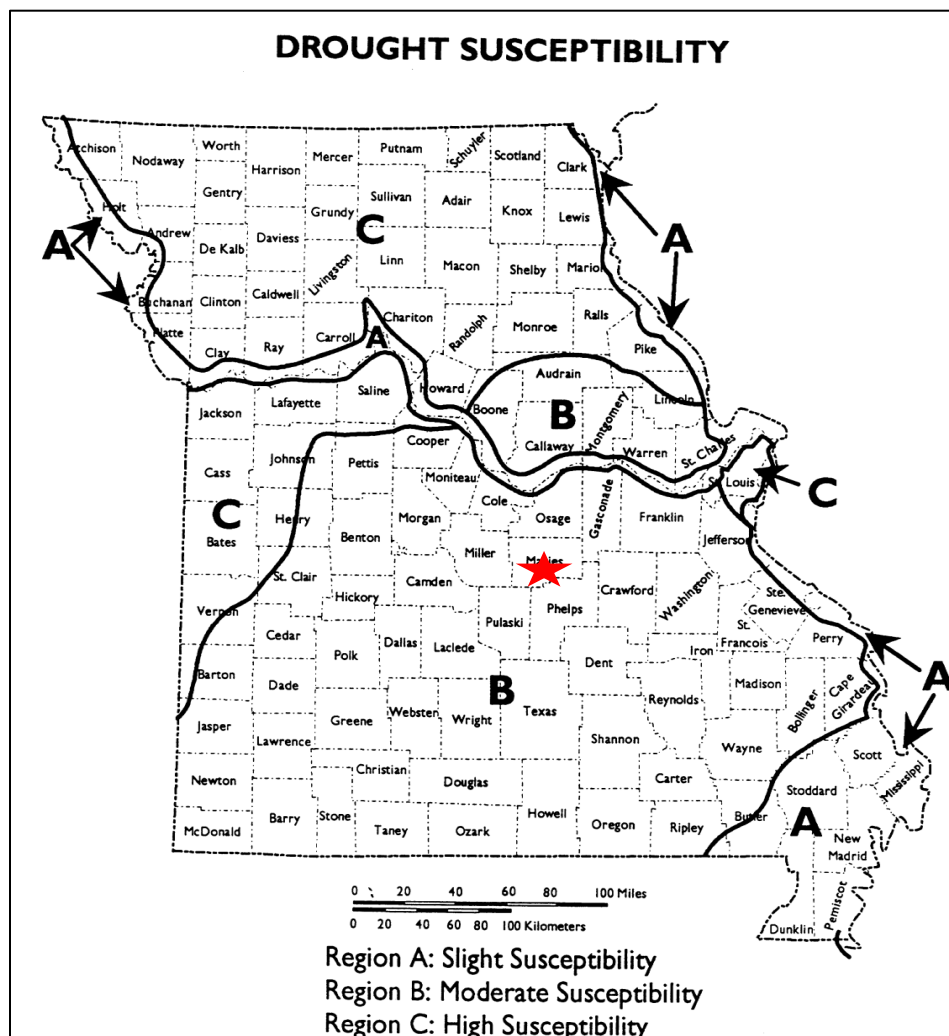 DROUGHT SUSCEPTIBILITY
Atchison
Nodaway
Worth
Harrison
Mercer
Putnam
Schuyler
Scotland
Clark
Gentry
Sullivan
Adair
Knox
Lewis
Holt
Andrew
De Kalb
Daviess
Grundy
C
A
A
Linn
Macon
Shelby
Marion
Livingston
Buchanan
Clinton
Caldwell
Chariton
Randolph
Monroe
Ralls
Platte
Clay
Ray
Carroll
A
Pike
Audrain
Howard
Saline
Boone
B
Montgomery
Lincoln
Jackson
Lafayette
Callaway
Warren
St. Charles
Cooper
Johnson
Pettis
Moniteau
Cass
St. Louis
C
Cole
Gasconade
C
Henry
Morgan
Osage
Franklin
Bates
Benton
Miller
Jefferson
Maries
St. Clair
Camden
Crawford
Washington
Hickory
Phelps
Ste.
Genevieve
Vernon
Pulaski
St.
Francois
Cedar
Dallas
Laclede
Iron
Perry
Polk
Dent
Barton
Dade
B
Madison
Bollinger
Cape
Girardeau
A
Reynolds
Jasper
Greene
Webster
Wright
Texas
Lawrence
Shannon
Wayne
Scott
Mississippi
Newton
Christian
Douglas
Carter
Stoddard
McDonald
Barry
Stone
Taney
Ozark
Howell
Oregon
Ripley
Butler
A
New
Madrid
Pemiscot
Dunklin
0 20 40 60 80 100 Miles
0 20 40 60 80 100 Kilometers
Region A: Slight Susceptibility
Region B: Moderate Susceptibility
Region C: High Susceptibility